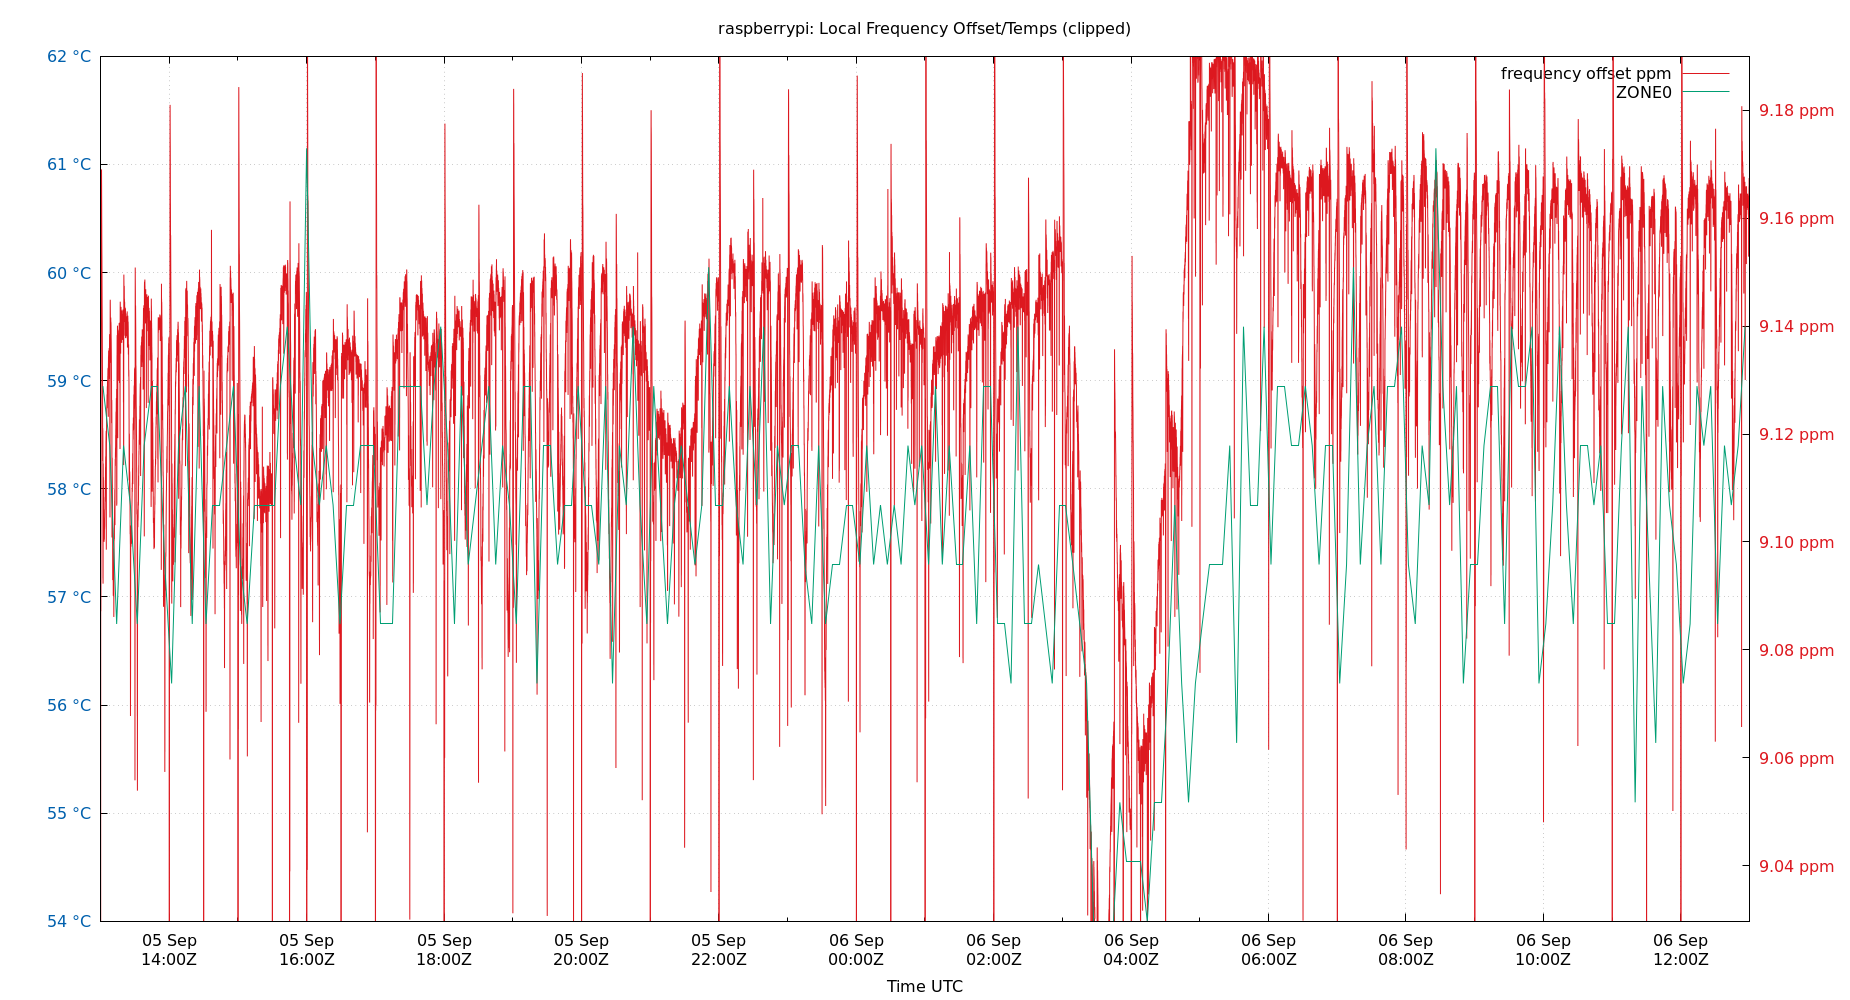 raspberrypi: Local Frequency Offset/Temps (clipped)
62 °C
61 °C
60 °C
59 °C
58 °C
57 °C
56 °C
55 °C
54 °C
frequency offset ppm
ZONE0
9.18 ppm
9.16 ppm
9.14 ppm
9.12 ppm
9.10 ppm
9.08 ppm
9.06 ppm
9.04 ppm
05 Sep 05 Sep 05 Sep 05 Sep 05 Sep 06 Sep 06 Sep 06 Sep 06 Sep 06 Sep 06 Sep 06 Sep
14:00Z 16:00Z 18:00Z 20:00Z 22:00Z 00:00Z 02:00Z 04:00Z 06:00Z 08:00Z 10:00Z 12:00Z
Time UTC